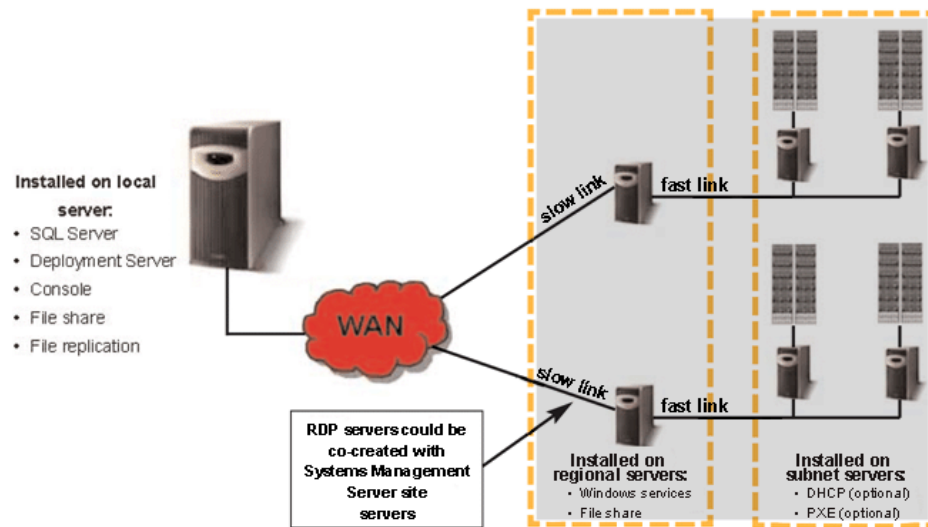 Installed on local
server:
• SQL Server
• Deployment Server
• Console
• File share
• File replication
WAN
slow link
fast link
slow link
fast link
RDP servers could be
co-created with
Systems Management
Server site
servers
Installed on
regional servers:
• Windows services
• File share
Installed on
subnet servers:
• DHCP (optional)
• PXE (optional)